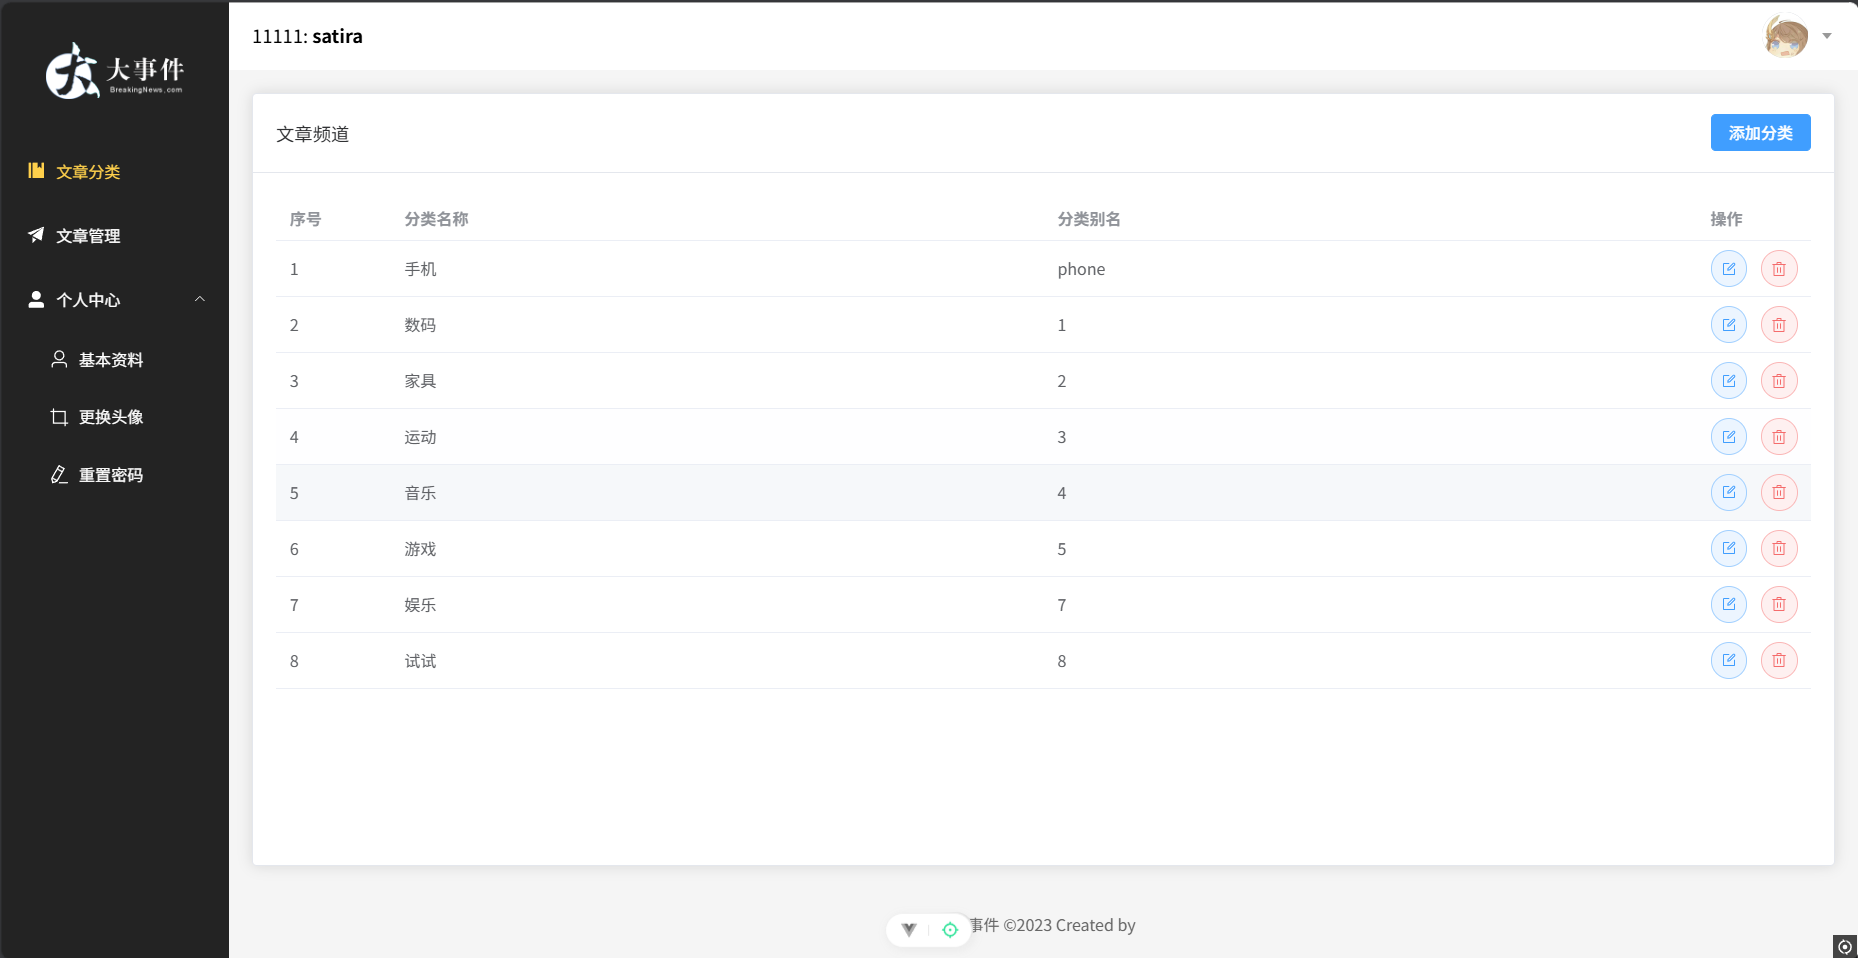 大事件
BreakingNews.com
文章分类
文章管理
个人中心
基本资料
更换头像
重置密码
11111: satira
文章频道
添加分类
序号 分类名称 分类别名 操作
1 手机 phone
2 数码 1
3 家具 2
4 运动 3
5 音乐 4
6 游戏 5
7 娱乐 7
8 试试 8
事件 ©2023 Created by